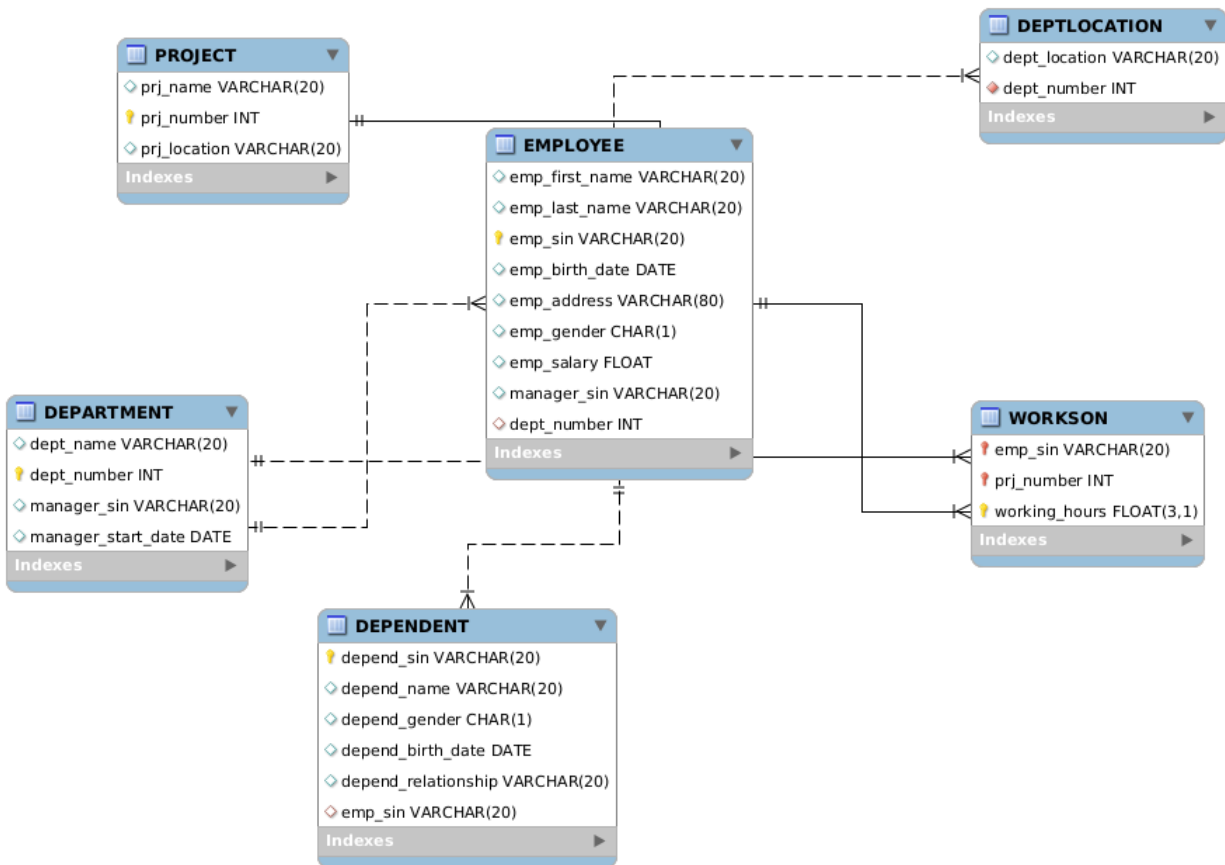 PROJECT
prj_name VARCHAR(20)
prj_number INT
prj_location VARCHAR(20)
Indexes
DEPTLOCATION
dept_location VARCHAR(20)
dept_number INT
Indexes
EMPLOYEE
emp_first_name VARCHAR(20)
emp_last_name VARCHAR(20)
emp_sin VARCHAR(20)
emp_birth_date DATE
emp_address VARCHAR(80)
emp_gender CHAR(1)
emp_salary FLOAT
manager_sin VARCHAR(20)
dept_number INT
Indexes
DEPARTMENT
dept_name VARCHAR(20)
dept_number INT
manager_sin VARCHAR(20)
manager_start_date DATE
Indexes
WORKSON
emp_sin VARCHAR(20)
prj_number INT
working_hours FLOAT(3,1)
Indexes
DEPENDENT
depend_sin VARCHAR(20)
depend_name VARCHAR(20)
depend_gender CHAR(1)
depend_birth_date DATE
depend_relationship VARCHAR(20)
emp_sin VARCHAR(20)
Indexes